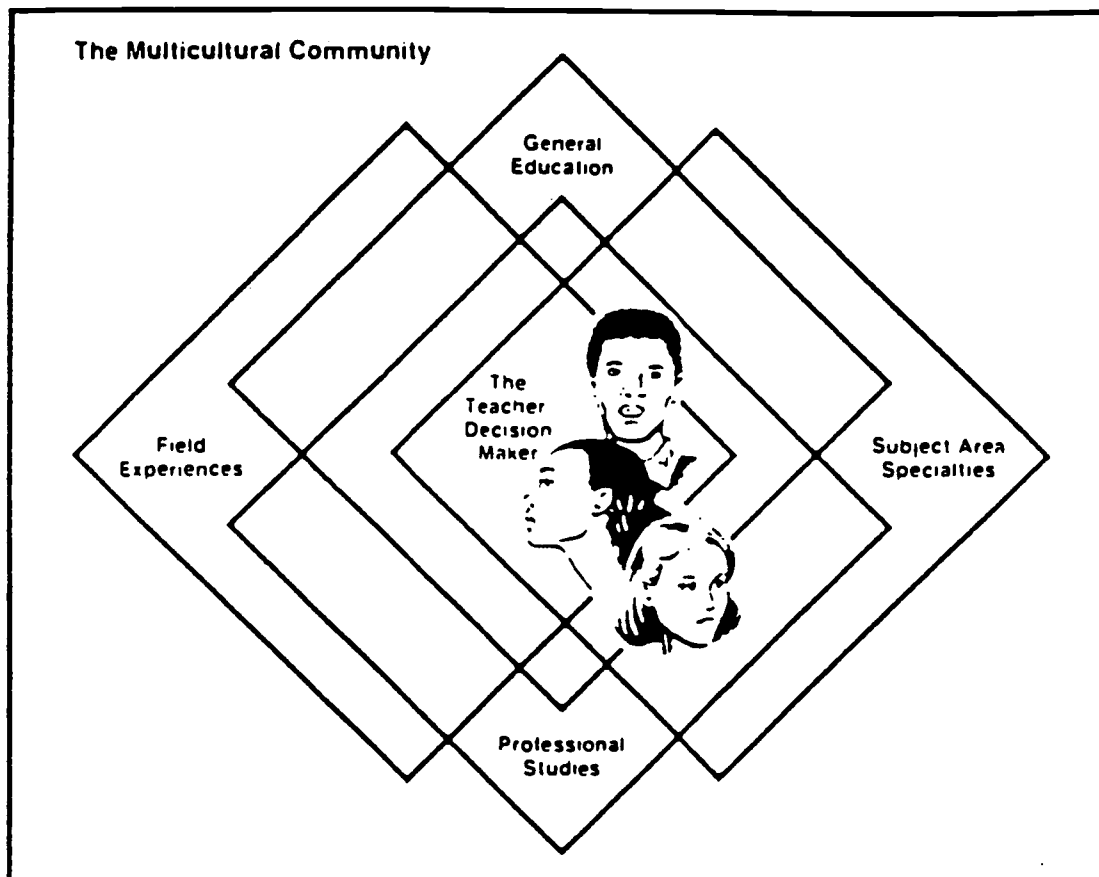 The Multicultural Community
General
Education
The
Teacher
Decision
Maker
Field
Experiences
Subject Area
Specialties
Professional
Studies